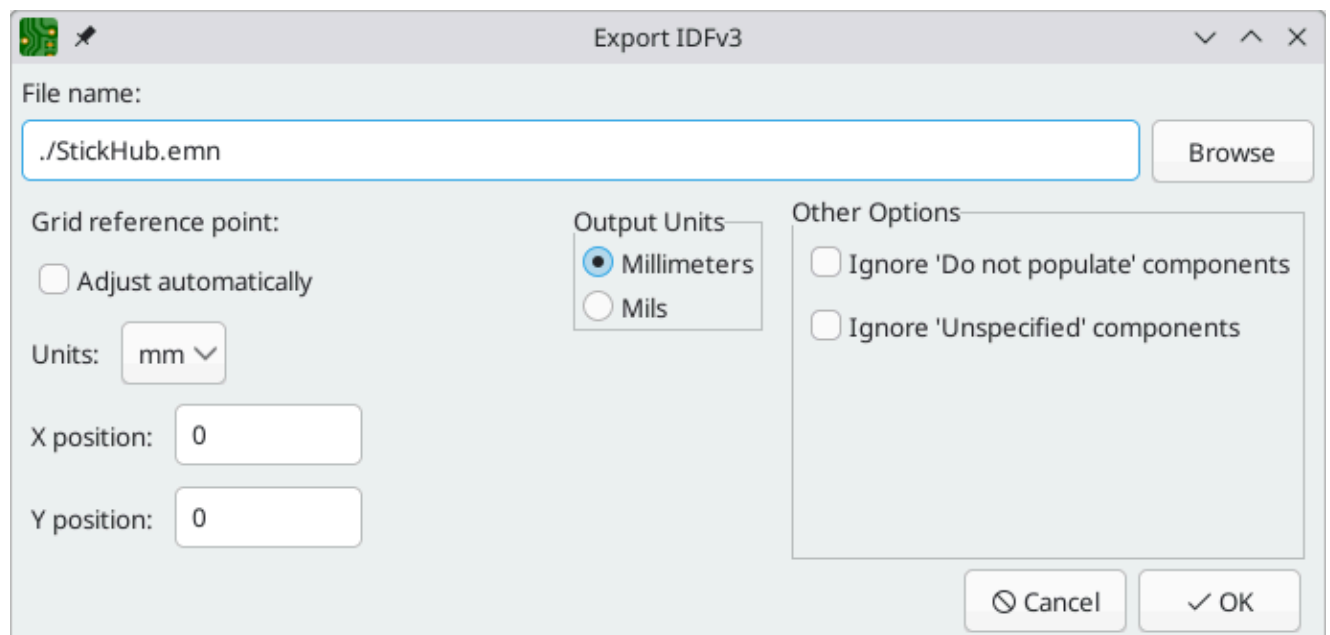 Export IDFv3
File name:
./StickHub.emn
Browse
Grid reference point:
Adjust automatically
Units:
mm
X position:
0
Y position:
0
Output Units
Millimeters
Mils
Other Options
Ignore 'Do not populate' components
Ignore 'Unspecified' components
Cancel
OK